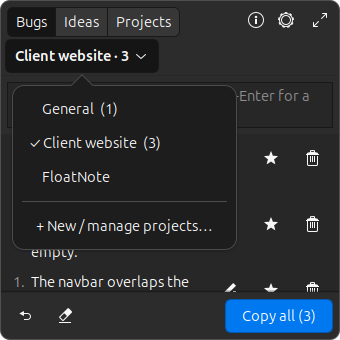 Bugs Ideas Projects
Client website · 3
-Enter for a
General (1)
✓ Client website (3)
FloatNote
+ New / manage projects...
empty.
1. The navbar overlaps the
Copy all (3)